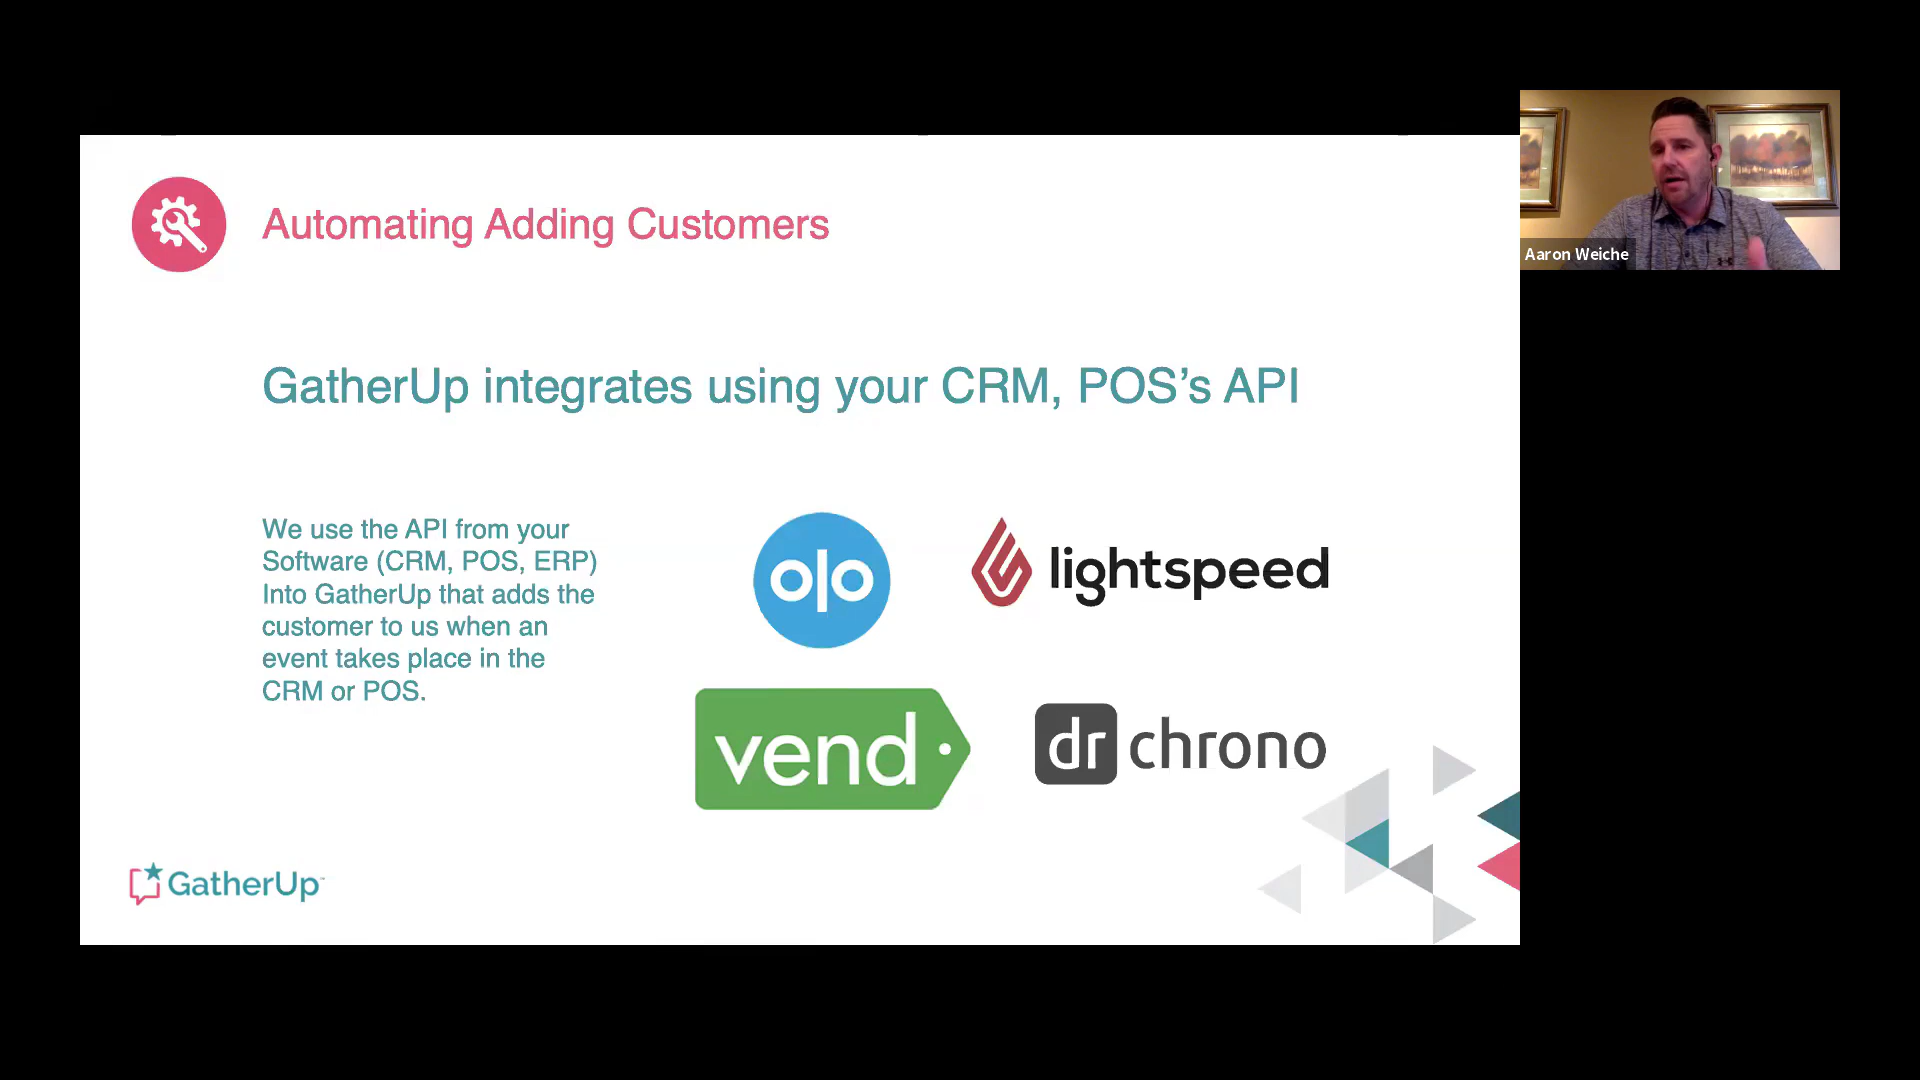 Automating Adding Customers
Aaron Weiche
GatherUp integrates using your CRM, POS’s API
We use the API from your
Software (CRM, POS, ERP)
Into GatherUp that adds the
customer to us when an
event takes place in the
CRM or POS.
olo
lightspeed
vend
dr chrono
GatherUp™